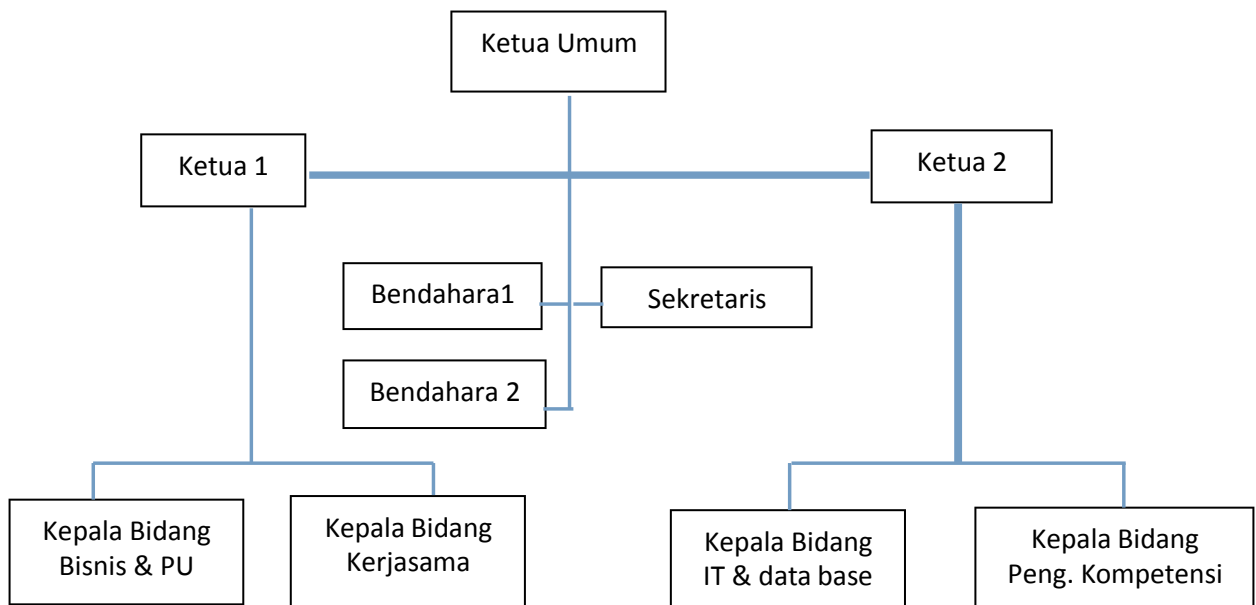 Ketua Umum
Ketua 1
Ketua 2
Bendahara1
Sekretaris
Bendahara 2
Kepala Bidang
Bisnis & PU
Kepala Bidang
Kerjasama
Kepala Bidang
IT & data base
Kepala Bidang
Peng. Kompetensi